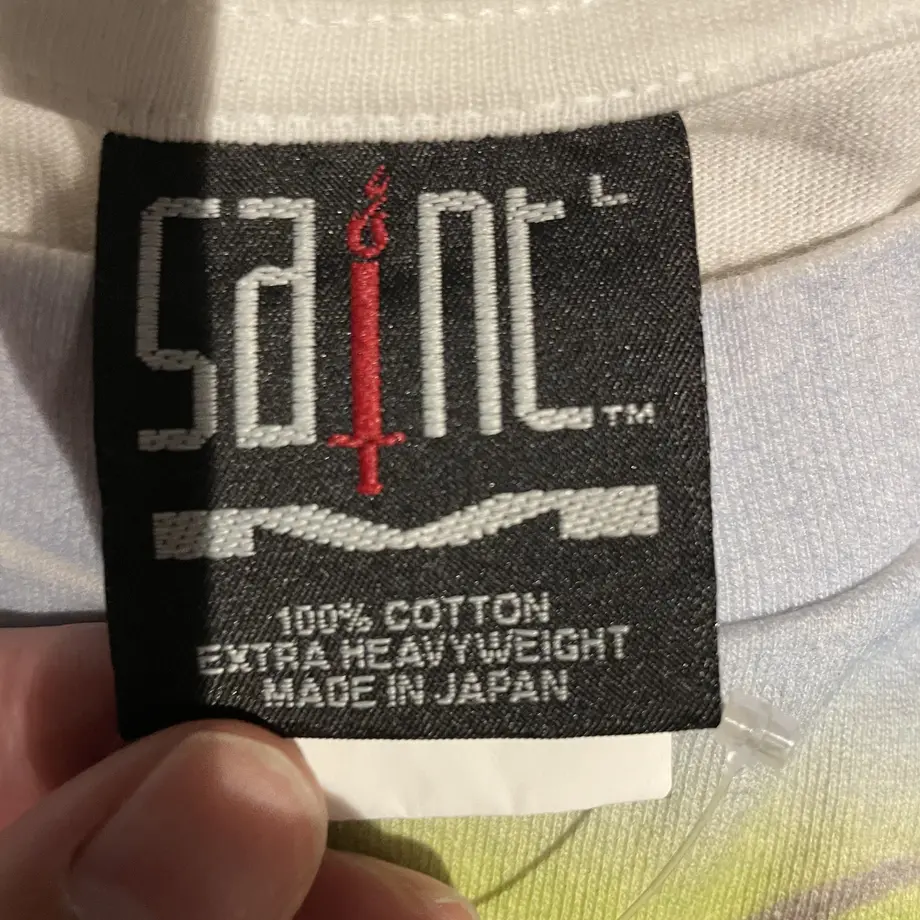 saint L
TM
100% COTTON
EXTRA HEAVYWEIGHT
MADE IN JAPAN